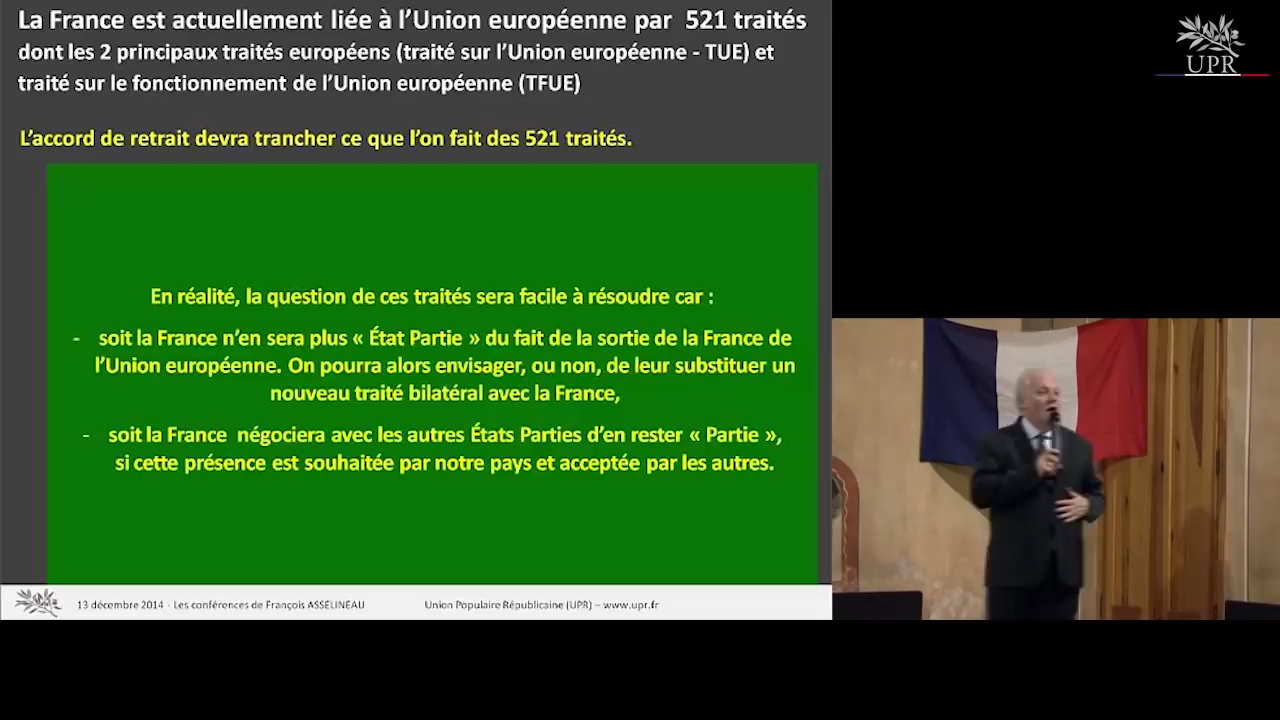 La France est actuellement liée à l'Union européenne par  521 traités
dont les 2 principaux traités européens (traité sur l'Union européenne - TUE) et
traité sur le fonctionnement de l'Union européenne (TFUE)
UPR
L'accord de retrait devra trancher ce que l'on fait des 521 traités.
En réalité, la question de ces traités sera facile à résoudre car :
- soit la France n'en sera plus « État Partie » du fait de la sortie de la France de
l'Union européenne. On pourra alors envisager, ou non, de leur substituer un
nouveau traité bilatéral avec la France,
- soit la France  négociera avec les autres États Parties d'en rester « Partie »,
si cette présence est souhaitée par notre pays et acceptée par les autres.
13 décembre 2014 - Les conférences de François ASSELINEAU
Union Populaire Républicaine (UPR) – www.upr.fr